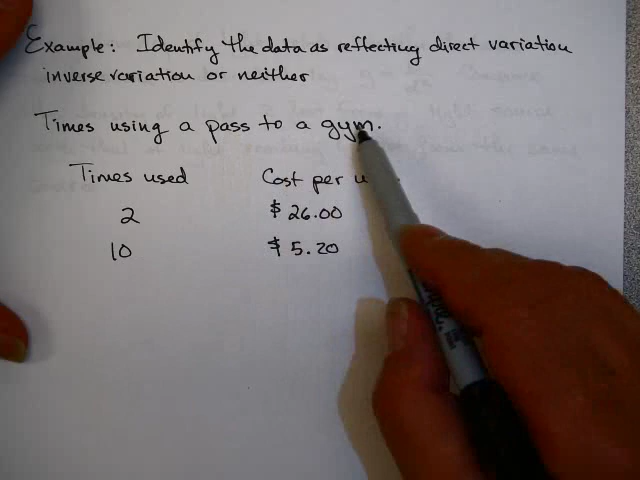 Example: Identify the data as reflecting direct variation
inverse variation or neither
Times using a pass to a gym.
Times used Cost per
2 $26.00
10 $5.20